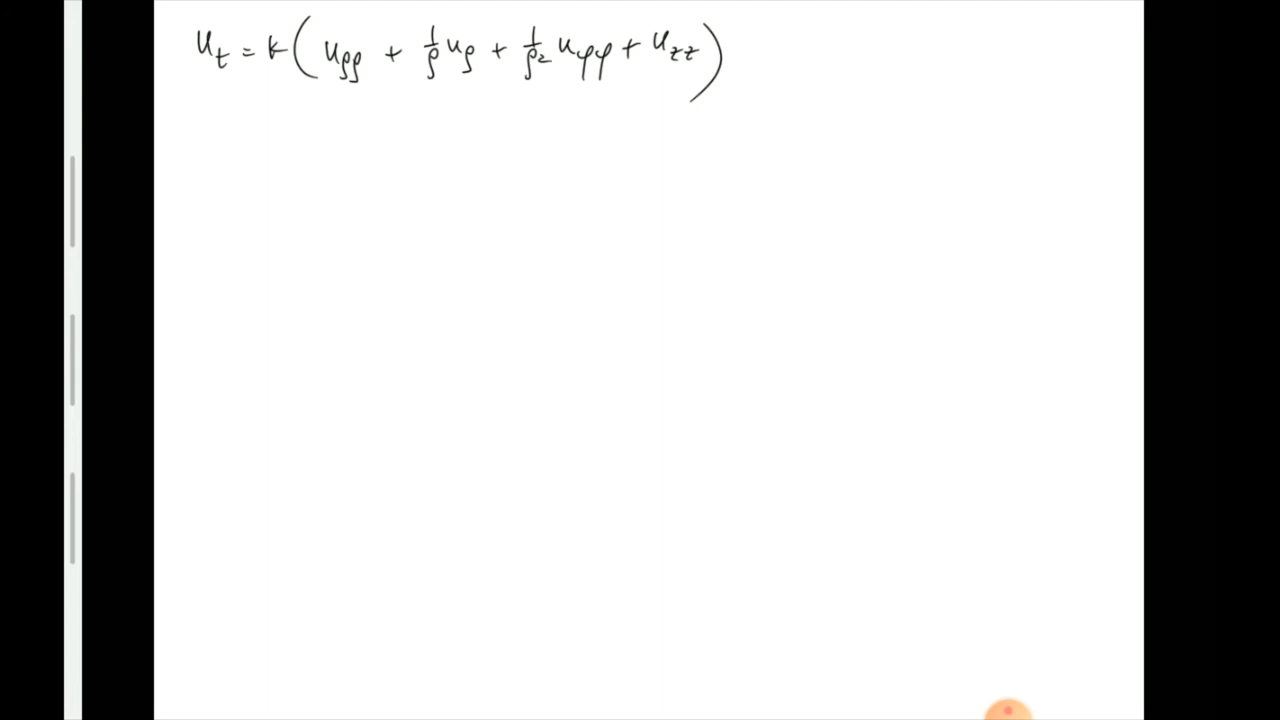 u_t = k ( u_ρρ + 1/ρ u_ρ + 1/ρ² u_φφ + u_zz )